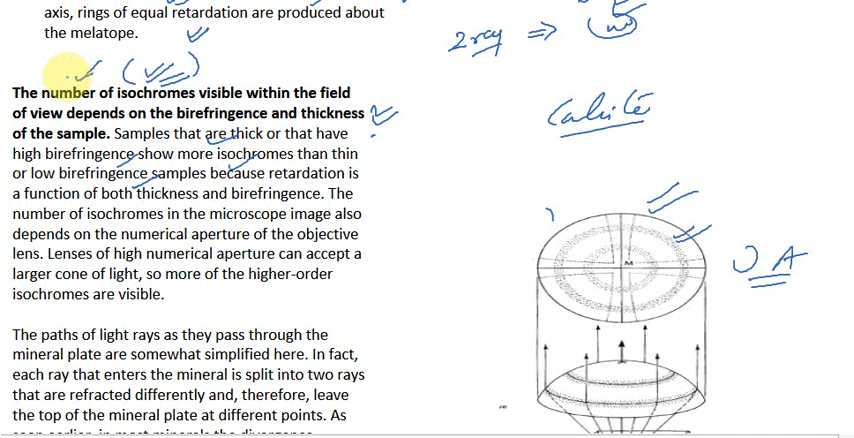 axis, rings of equal retardation are produced about
the melatope.
The number of isochromes visible within the field
of view depends on the birefringence and thickness
of the sample. Samples that are thick or that have
high birefringence show more isochromes than thin
or low birefringence samples because retardation is
a function of both thickness and birefringence. The
number of isochromes in the microscope image also
depends on the numerical aperture of the objective
lens. Lenses of high numerical aperture can accept a
larger cone of light, so more of the higher-order
isochromes are visible.
The paths of light rays as they pass through the
mineral plate are somewhat simplified here. In fact,
each ray that enters the mineral is split into two rays
that are refracted differently and, therefore, leave
the top of the mineral plate at different points. As
2 ray ⇒
M